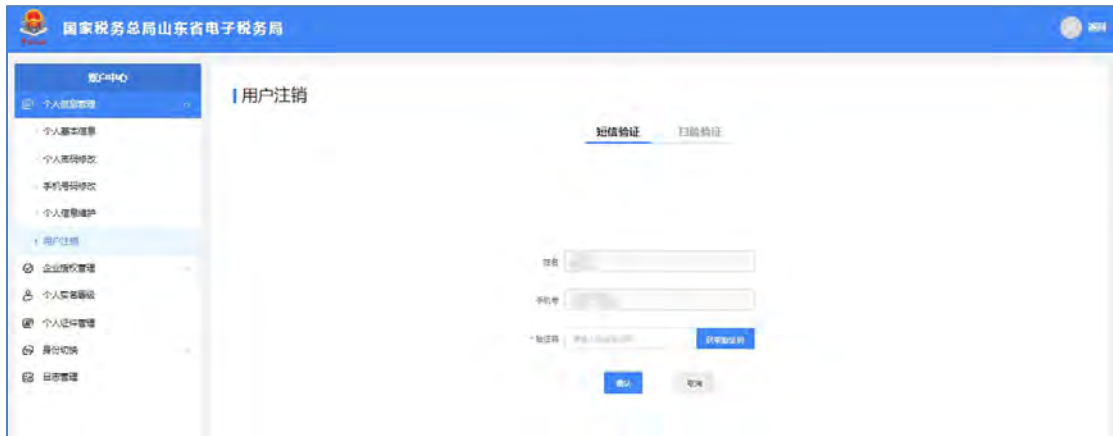 国家税务总局山东省电子税务局
返回
账户中心
个人信息管理
个人基本信息
个人密码修改
手机号码修改
个人信息维护
用户注销
企业授权管理
个人实名等级
个人证件管理
身份切换
日志管理
用户注销
短信验证
扫脸验证
姓名
手机号
*验证码
获取验证码
确认
取消